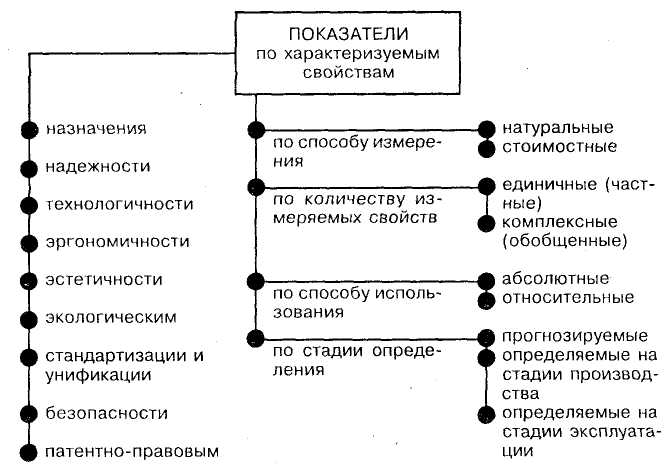 ПОКАЗАТЕЛИ
по характеризуемым
свойствам
назначения
надежности
технологичности
эргономичности
эстетичности
экологическим
стандартизации и
унификации
безопасности
патентно-правовым
по способу измере-
ния
натуральные
стоимостные
по количеству из-
меряемых свойств
единичные (част-
ные)
комплексные
(обобщенные)
по способу исполь-
зования
абсолютные
относительные
по стадии опреде-
ления
прогнозируемые
определяемые на
стадии производ-
ства
определяемые на
стадии эксплуата-
ции